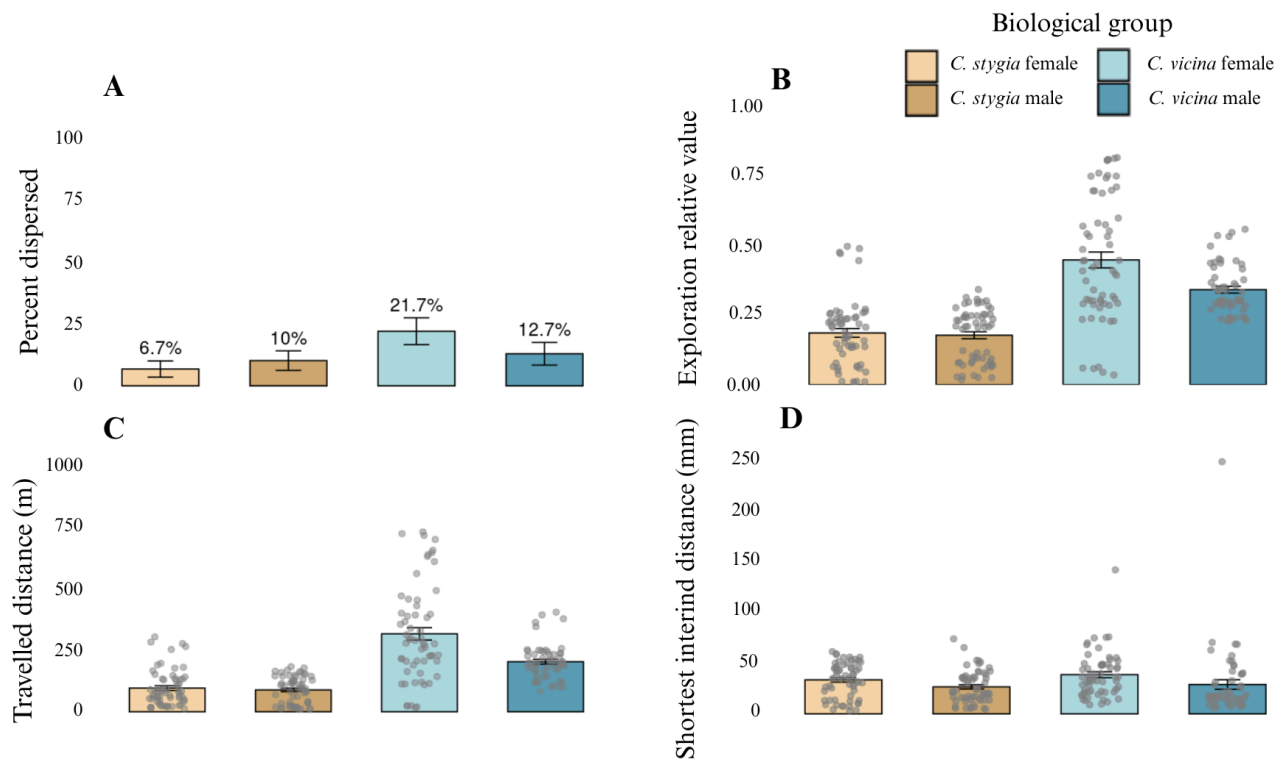 Biological group
C. stygia female
C. vicina female
C. stygia male
C. vicina male
A
Percent dispersed
100
75
50
25
0
6.7%
10%
21.7%
12.7%
B
Exploration relative value
1.00
0.75
0.50
0.25
0.00
C
Travelled distance (m)
1000
750
500
250
0
D
Shortest interind distance (mm)
250
200
150
100
50
0